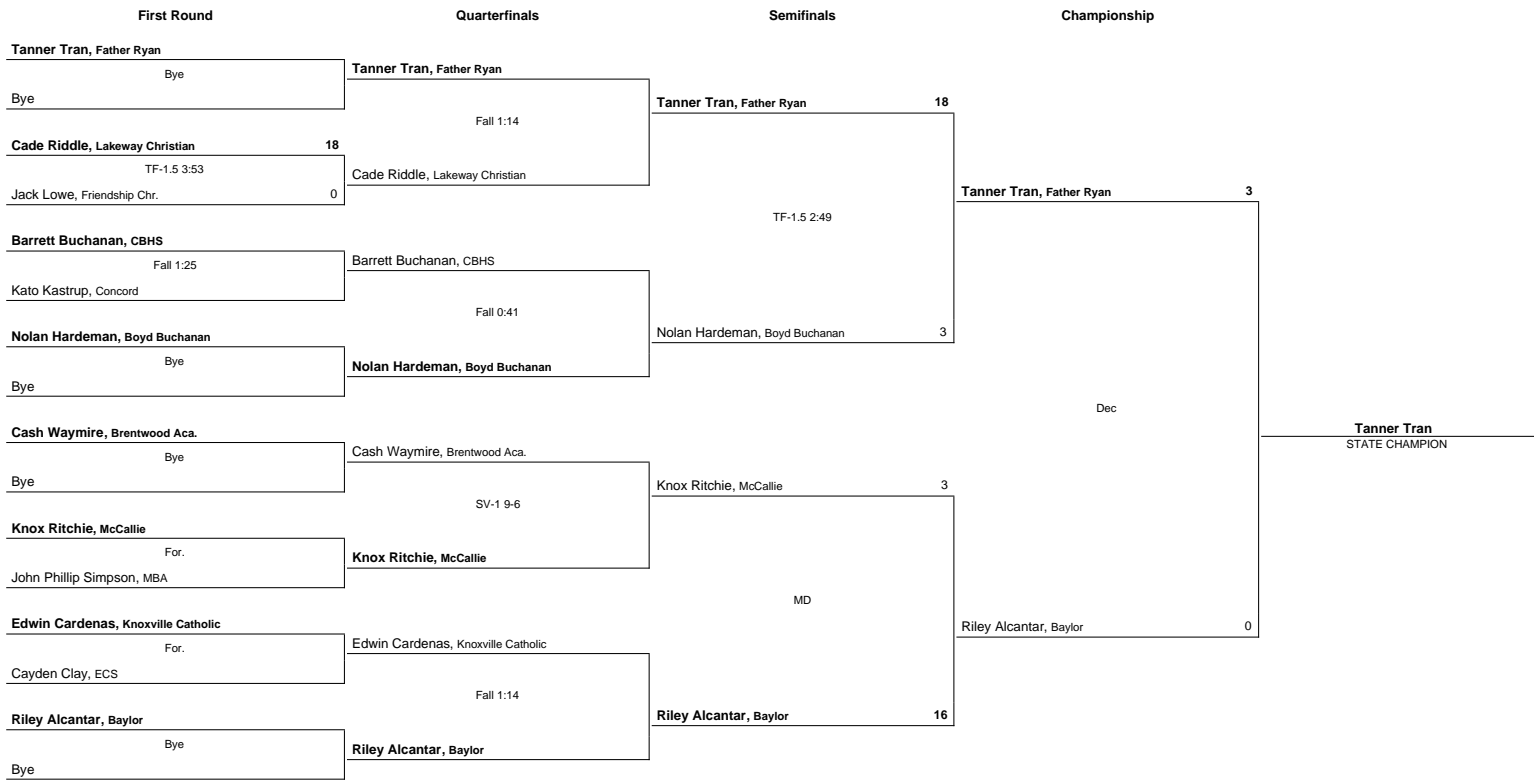 First Round
Quarterfinals
Semifinals
Championship
Tanner Tran, Father Ryan
Bye
Bye
Cade Riddle, Lakeway Christian 18
TF-1.5 3:53
Jack Lowe, Friendship Chr. 0
Barrett Buchanan, CBHS
Fall 1:25
Kato Kastrup, Concord
Nolan Hardeman, Boyd Buchanan
Bye
Bye
Cash Waymire, Brentwood Aca.
Bye
Bye
Knox Ritchie, McCallie
For.
John Phillip Simpson, MBA
Edwin Cardenas, Knoxville Catholic
For.
Cayden Clay, ECS
Riley Alcantar, Baylor
Bye
Bye
Tanner Tran, Father Ryan
Fall 1:14
Cade Riddle, Lakeway Christian
Barrett Buchanan, CBHS
Fall 0:41
Nolan Hardeman, Boyd Buchanan
Cash Waymire, Brentwood Aca.
SV-1 9-6
Knox Ritchie, McCallie
Edwin Cardenas, Knoxville Catholic
Fall 1:14
Riley Alcantar, Baylor
Tanner Tran, Father Ryan 18
TF-1.5 2:49
Nolan Hardeman, Boyd Buchanan 3
Knox Ritchie, McCallie 3
MD
Riley Alcantar, Baylor 16
Tanner Tran, Father Ryan 3
Dec
Riley Alcantar, Baylor 0
Tanner Tran
STATE CHAMPION